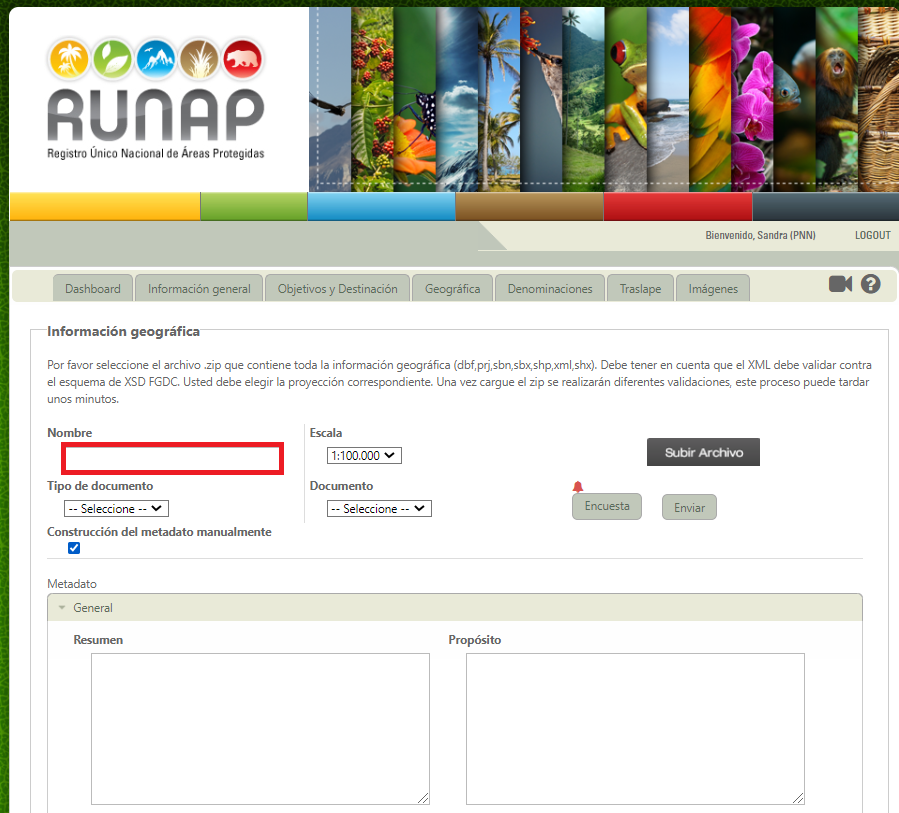 RUNAP
Registro Único Nacional de Áreas Protegidas
Bienvenido, Sandra (PNN) LOGOUT
Dashboard Información general Objetivos y Destinación Geográfica Denominaciones Traslape Imágenes ?
Información geográfica
Por favor seleccione el archivo .zip que contiene toda la información geográfica (dbf,prj,sbn,sbx,shp,xml,shx). Debe tener en cuenta que el XML debe validar contra
el esquema de XSD FGDC. Usted debe elegir la proyección correspondiente. Una vez cargue el zip se realizarán diferentes validaciones, este proceso puede tardar
unos minutos.
Nombre Escala
1:100.000 Subir Archivo
Tipo de documento Documento
-- Seleccione -- -- Seleccione -- Encuesta Enviar
Construcción del metadato manualmente
Metadato
General
Resumen Propósito